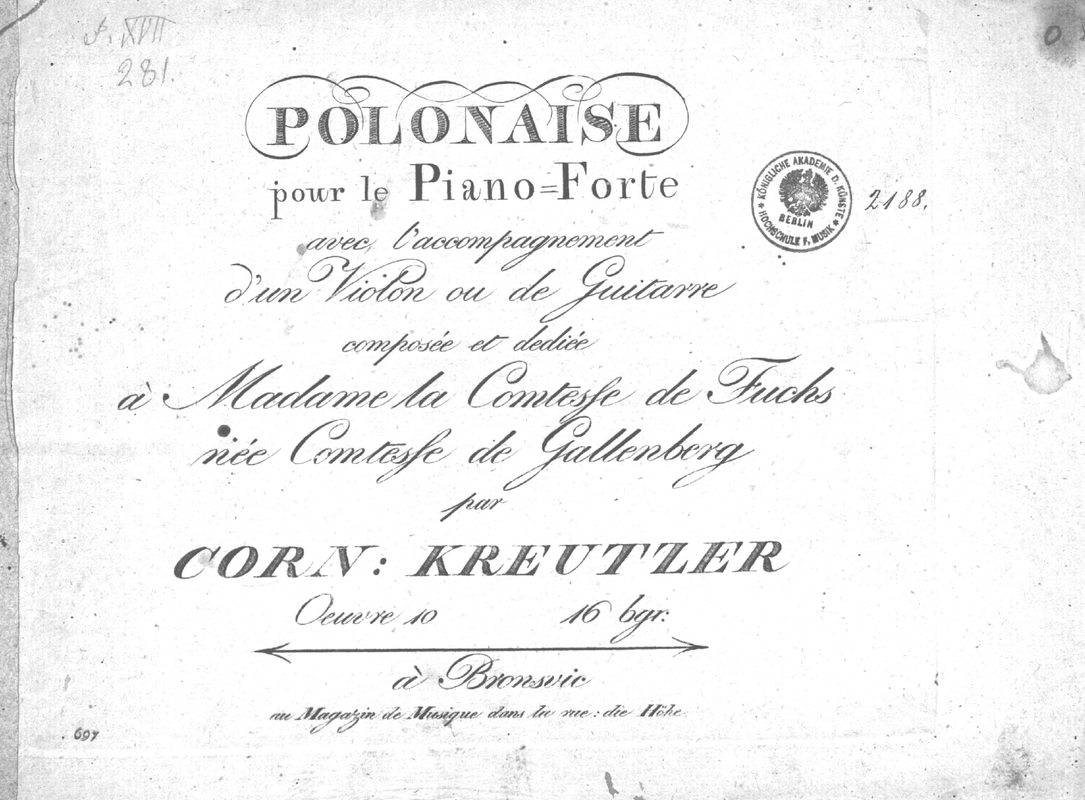 S. XVII
281.
POLONAISE
pour le Piano=Forte
avec l'accompagnement
d'un Violon ou de Guitarre
composée et dediée
à Madame la Comtesse de Fuchs
née Comtesse de Gallenberg
par
CORN: KREUTZER
Oeuvre 10 16 bgr:
à Bronsvic
au Magazin de Musique dans la rue: die Höhe
697
* KÖNIGLICHE AKADEMIE D. KÜNSTE * HOCHSCHULE F. MUSIK
BERLIN
2188.